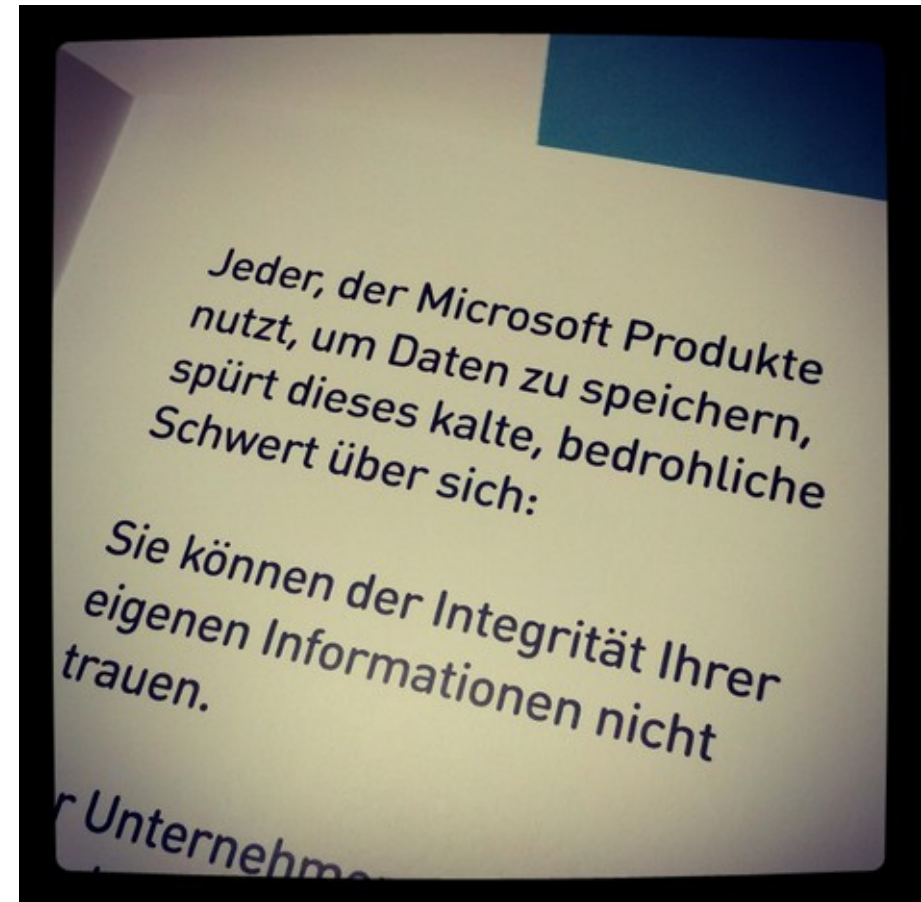 Jeder, der Microsoft Produkte
nutzt, um Daten zu speichern,
spürt dieses kalte, bedrohliche
Schwert über sich:
Sie können der Integrität Ihrer
eigenen Informationen nicht
trauen.
r Unternehme